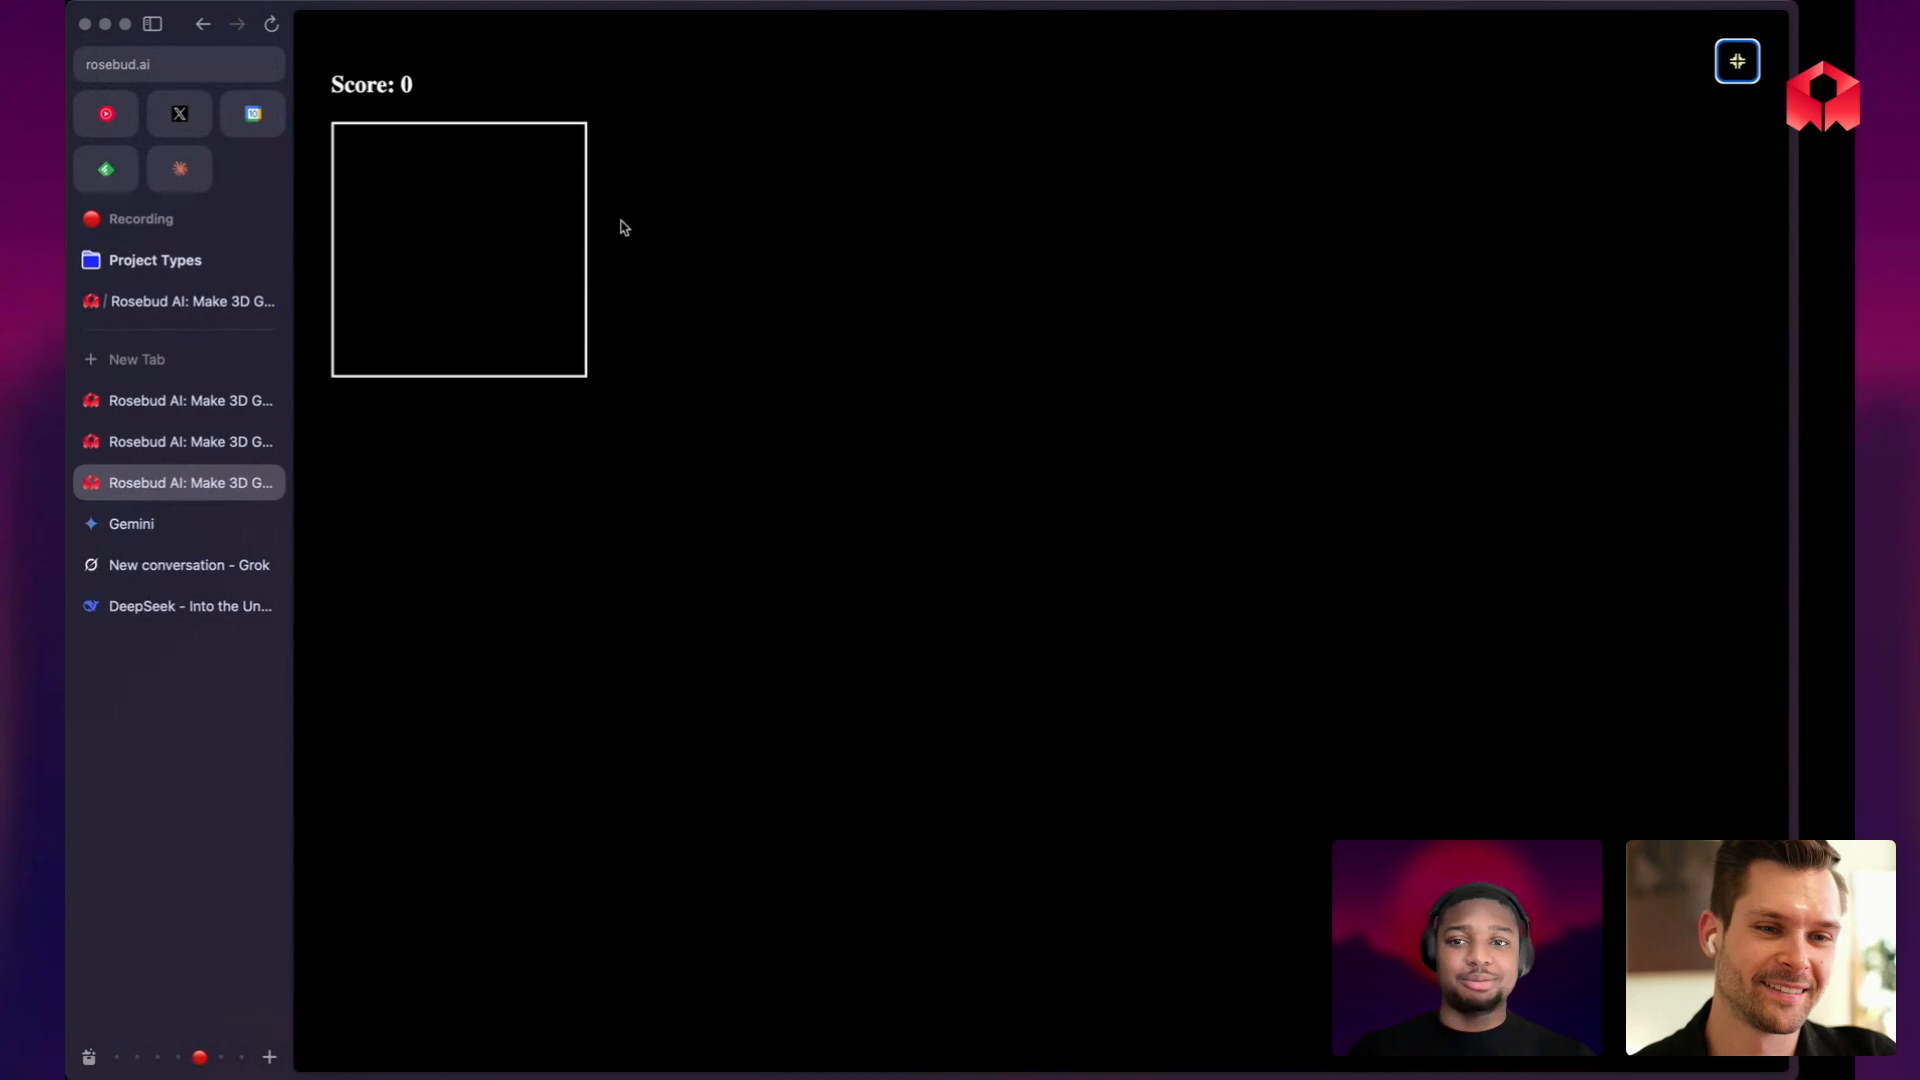 rosebud.ai
10
Recording
Project Types
/ Rosebud AI: Make 3D G...
New Tab
Rosebud AI: Make 3D G...
Rosebud AI: Make 3D G...
Rosebud AI: Make 3D G...
Gemini
New conversation - Grok
DeepSeek - Into the Un...
Score: 0